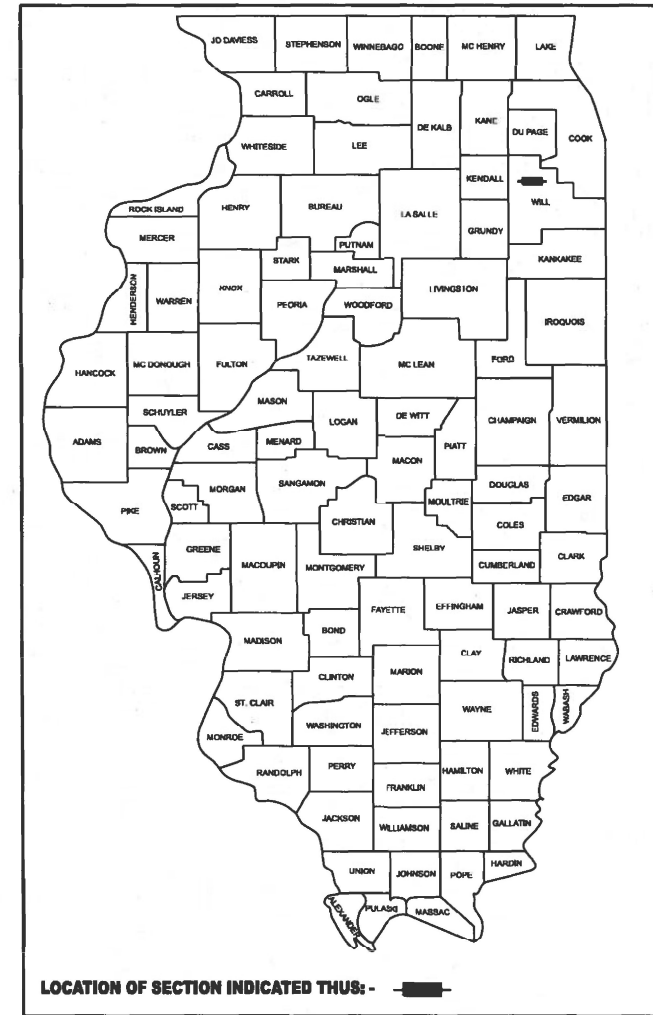 JO DAVIESS
STEPHENSON
WINNEBAGO
BOONE
MC HENRY
LAKE
CARROLL
OGLE
DE KALB
KANE
DU PAGE
COOK
WHITESIDE
LEE
KENDALL
WILL
ROCK ISLAND
HENRY
BUREAU
LA SALLE
GRUNDY
MERCER
PUTNAM
STARK
MARSHALL
KANKAKEE
HENDERSON
WARREN
KNOX
PEORIA
WOODFORD
LIVINGSTON
IROQUOIS
HANCOCK
MC DONOUGH
FULTON
TAZEWELL
MC LEAN
FORD
SCHUYLER
MASON
LOGAN
DE WITT
CHAMPAIGN
VERMILION
ADAMS
BROWN
CASS
MENARD
MACON
PIATT
PIKE
SCOTT
MORGAN
SANGAMON
CHRISTIAN
MOULTRIE
DOUGLAS
EDGAR
COLES
CALHOUN
GREENE
MACOUPIN
MONTGOMERY
SHELBY
CUMBERLAND
CLARK
JERSEY
FAYETTE
EFFINGHAM
JASPER
CRAWFORD
MADISON
BOND
CLAY
RICHLAND
LAWRENCE
CLINTON
MARION
ST. CLAIR
WAYNE
EDWARDS
WABASH
WASHINGTON
JEFFERSON
MONROE
RANDOLPH
PERRY
HAMILTON
WHITE
FRANKLIN
JACKSON
WILLIAMSON
SALINE
GALLATIN
UNION
JOHNSON
POPE
HARDIN
ALEXANDER
PULASKI
MASSAC
LOCATION OF SECTION INDICATED THUS: -